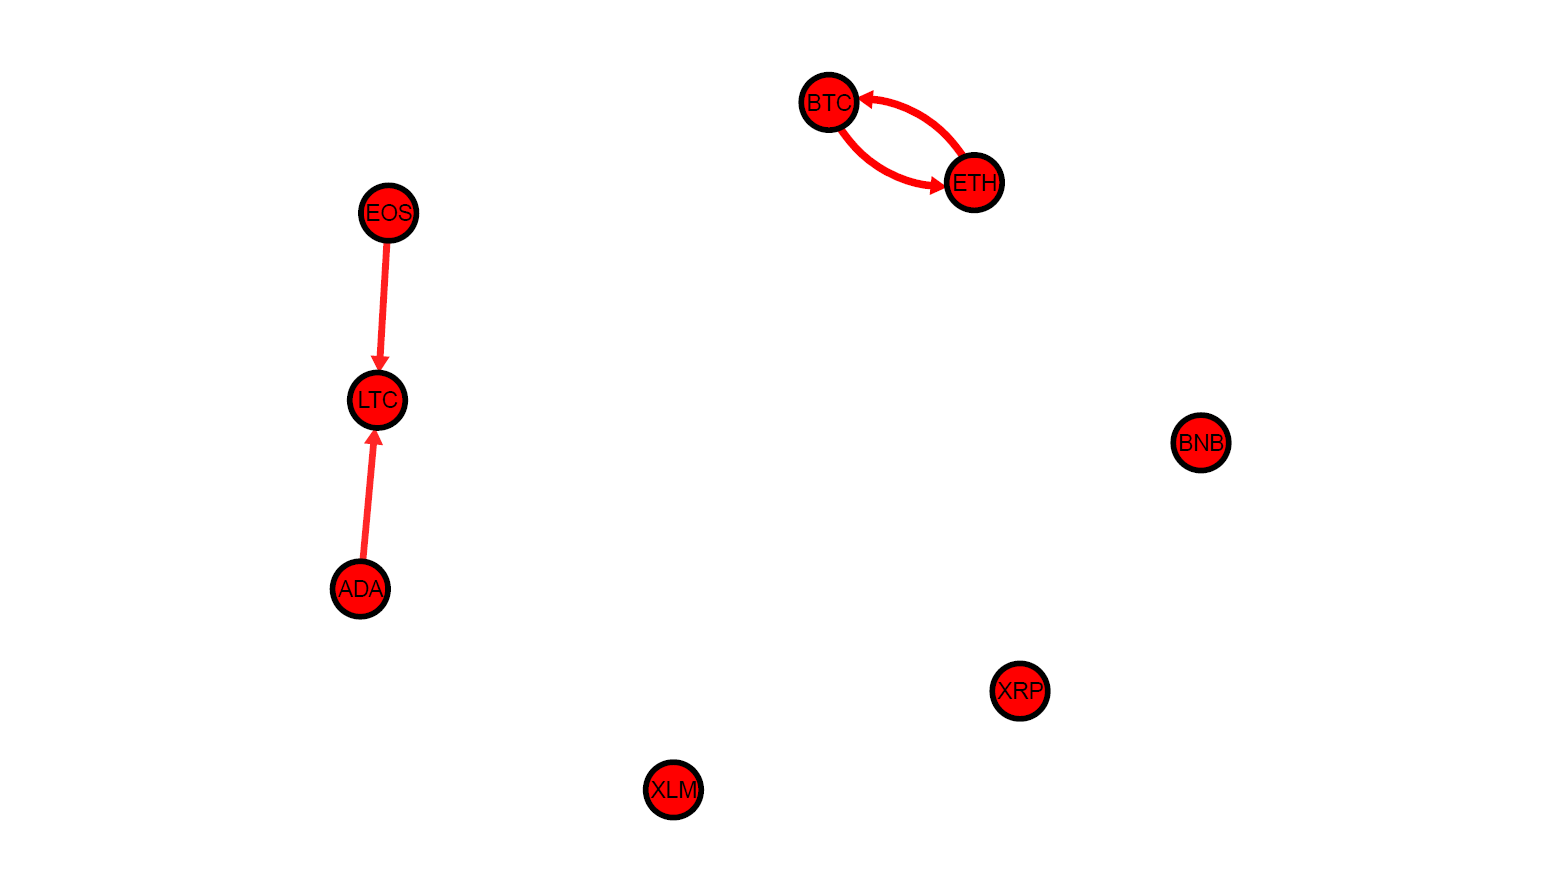 BTC
ETH
EOS
LTC
BNB
ADA
XRP
XLM